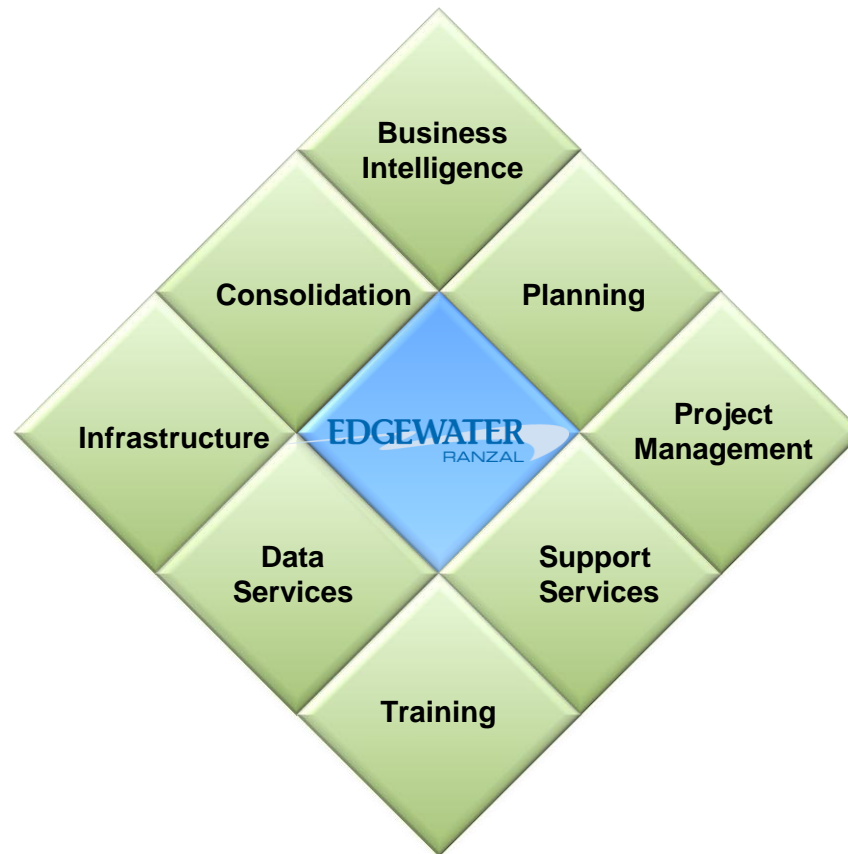 Business
Intelligence
Consolidation
Planning
Infrastructure
EDGEWATER
RANZAL
Project
Management
Data
Services
Support
Services
Training